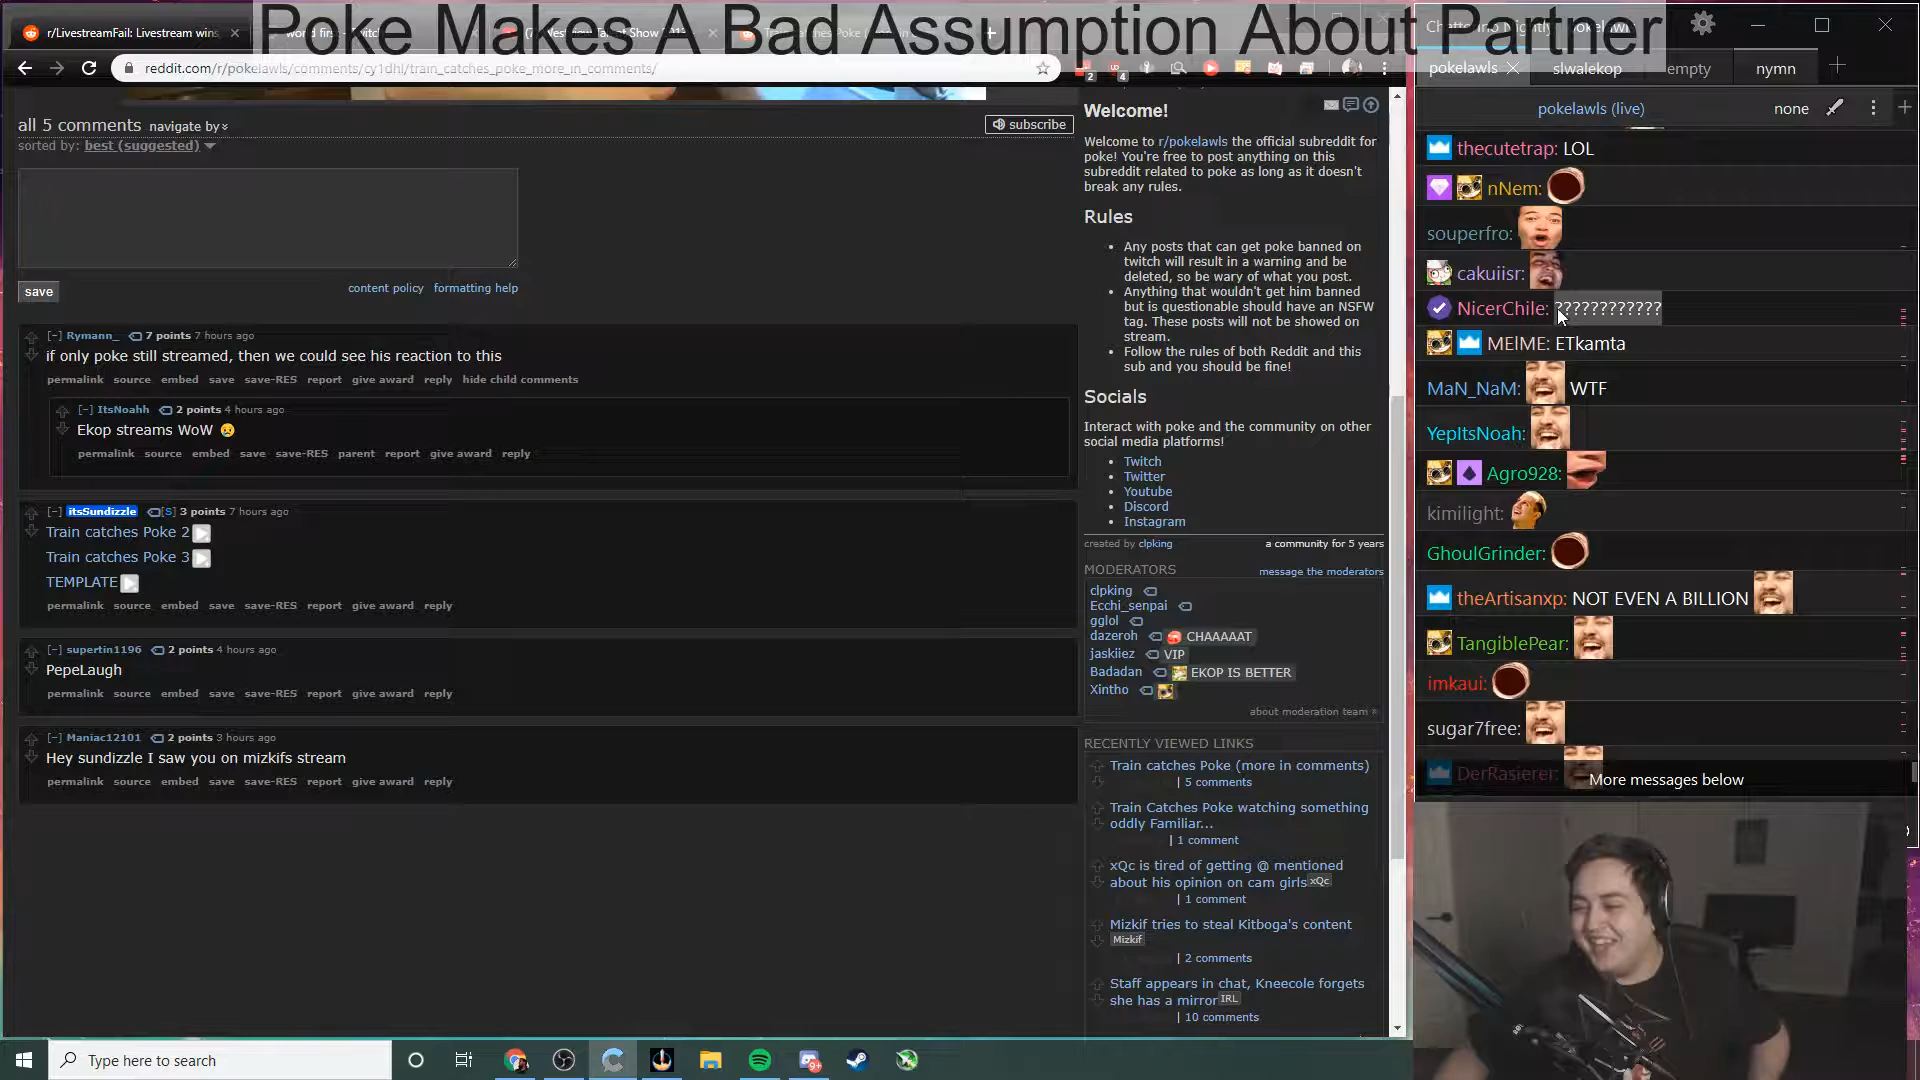 Poke Makes A Bad Assumption About Partner
r/LivestreamFail: Livestream wins
reddit.com/r/pokelawls/comments/cy1dhl/train_catches_poke_more_in_comments/
2
4
all 5 comments navigate by
subscribe
sorted by: best (suggested)
save
content policy formatting help
[-] Rymann_ 7 points 7 hours ago
if only poke still streamed, then we could see his reaction to this
permalink source embed save save-RES report give award reply hide child comments
[-] ItsNoahh 2 points 4 hours ago
Ekop streams WoW 😥
permalink source embed save save-RES parent report give award reply
[-] itsSundizzle [S] 3 points 7 hours ago
Train catches Poke 2
Train catches Poke 3
TEMPLATE
permalink source embed save save-RES report give award reply
[-] supertin1196 2 points 4 hours ago
PepeLaugh
permalink source embed save save-RES report give award reply
[-] Maniac12101 2 points 3 hours ago
Hey sundizzle I saw you on mizkifs stream
permalink source embed save save-RES report give award reply
Welcome!
Welcome to r/pokelawls the official subreddit for
poke! You're free to post anything on this
subreddit related to poke as long as it doesn't
break any rules.
Rules
• Any posts that can get poke banned on
twitch will result in a warning and be
deleted, so be wary of what you post.
• Anything that wouldn't get him banned
but is questionable should have an NSFW
tag. These posts will not be showed on
stream.
• Follow the rules of both Reddit and this
sub and you should be fine!
Socials
Interact with poke and the community on other
social media platforms!
• Twitch
• Twitter
• Youtube
• Discord
• Instagram
created by clpking a community for 5 years
MODERATORS message the moderators
clpking
Ecchi_senpai
gglol
dazeroh CHAAAAAT
jaskiiez VIP
Badadan EKOP IS BETTER
Xintho
about moderation team »
RECENTLY VIEWED LINKS
Train catches Poke (more in comments)
| 5 comments
Train Catches Poke watching something
oddly Familiar...
| 1 comment
xQc is tired of getting @ mentioned
about his opinion on cam girls xQc
| 1 comment
Mizkif tries to steal Kitboga's content
Mizkif
| 2 comments
Staff appears in chat, Kneecole forgets
she has a mirror IRL
| 10 comments
pokelawls slwalekop empty nymn
pokelawls (live) none
thecutetrap: LOL
nNem:
souperfro:
cakuiisr:
NicerChile: ????????????
MElME: ETkamta
MaN_NaM: WTF
YepItsNoah:
Agro928:
kimilight:
GhoulGrinder:
theArtisanxp: NOT EVEN A BILLION
TangiblePear:
imkaui:
sugar7free:
DerRasierer:
More messages below
Type here to search
9+